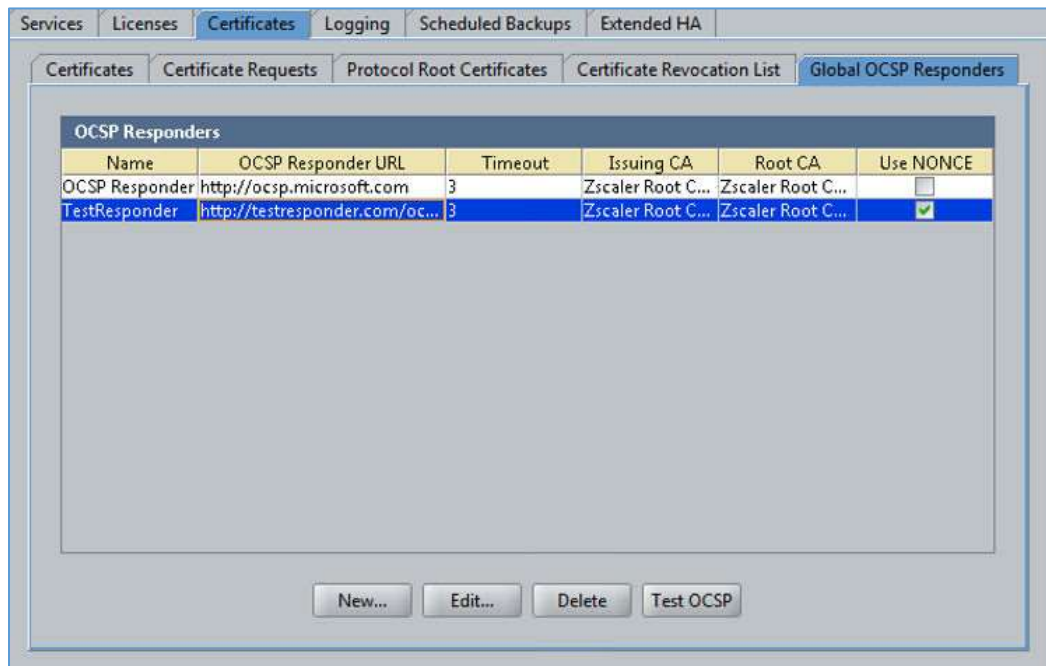 Services Licenses Certificates Logging Scheduled Backups Extended HA
Certificates Certificate Requests Protocol Root Certificates Certificate Revocation List Global OCSP Responders
OCSP Responders
Name OCSP Responder URL Timeout Issuing CA Root CA Use NONCE
OCSP Responder http://ocsp.microsoft.com 3 Zscaler Root C... Zscaler Root C...
TestResponder http://testresponder.com/oc... 3 Zscaler Root C... Zscaler Root C...
New... Edit... Delete Test OCSP